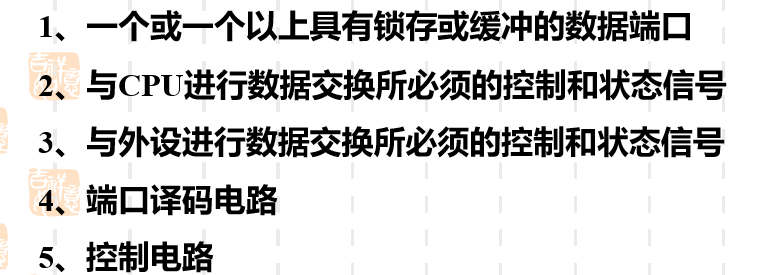 1、一个或一个以上具有锁存或缓冲的数据端口
2、与CPU进行数据交换所必须的控制和状态信号
3、与外设进行数据交换所必须的控制和状态信号
4、端口译码电路
5、控制电路